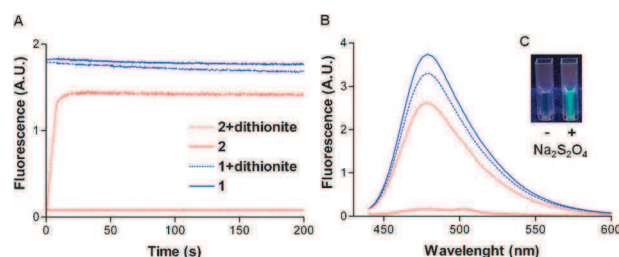 A
Fluorescence (A.U.)
2
1
0
0
50
100
150
200
Time (s)
2+dithionite
2
1+dithionite
1
B
Fluorescence (A.U.)
4
3
2
1
0
450
500
550
600
Wavelenght (nm)
C
- +
Na₂S₂O₄